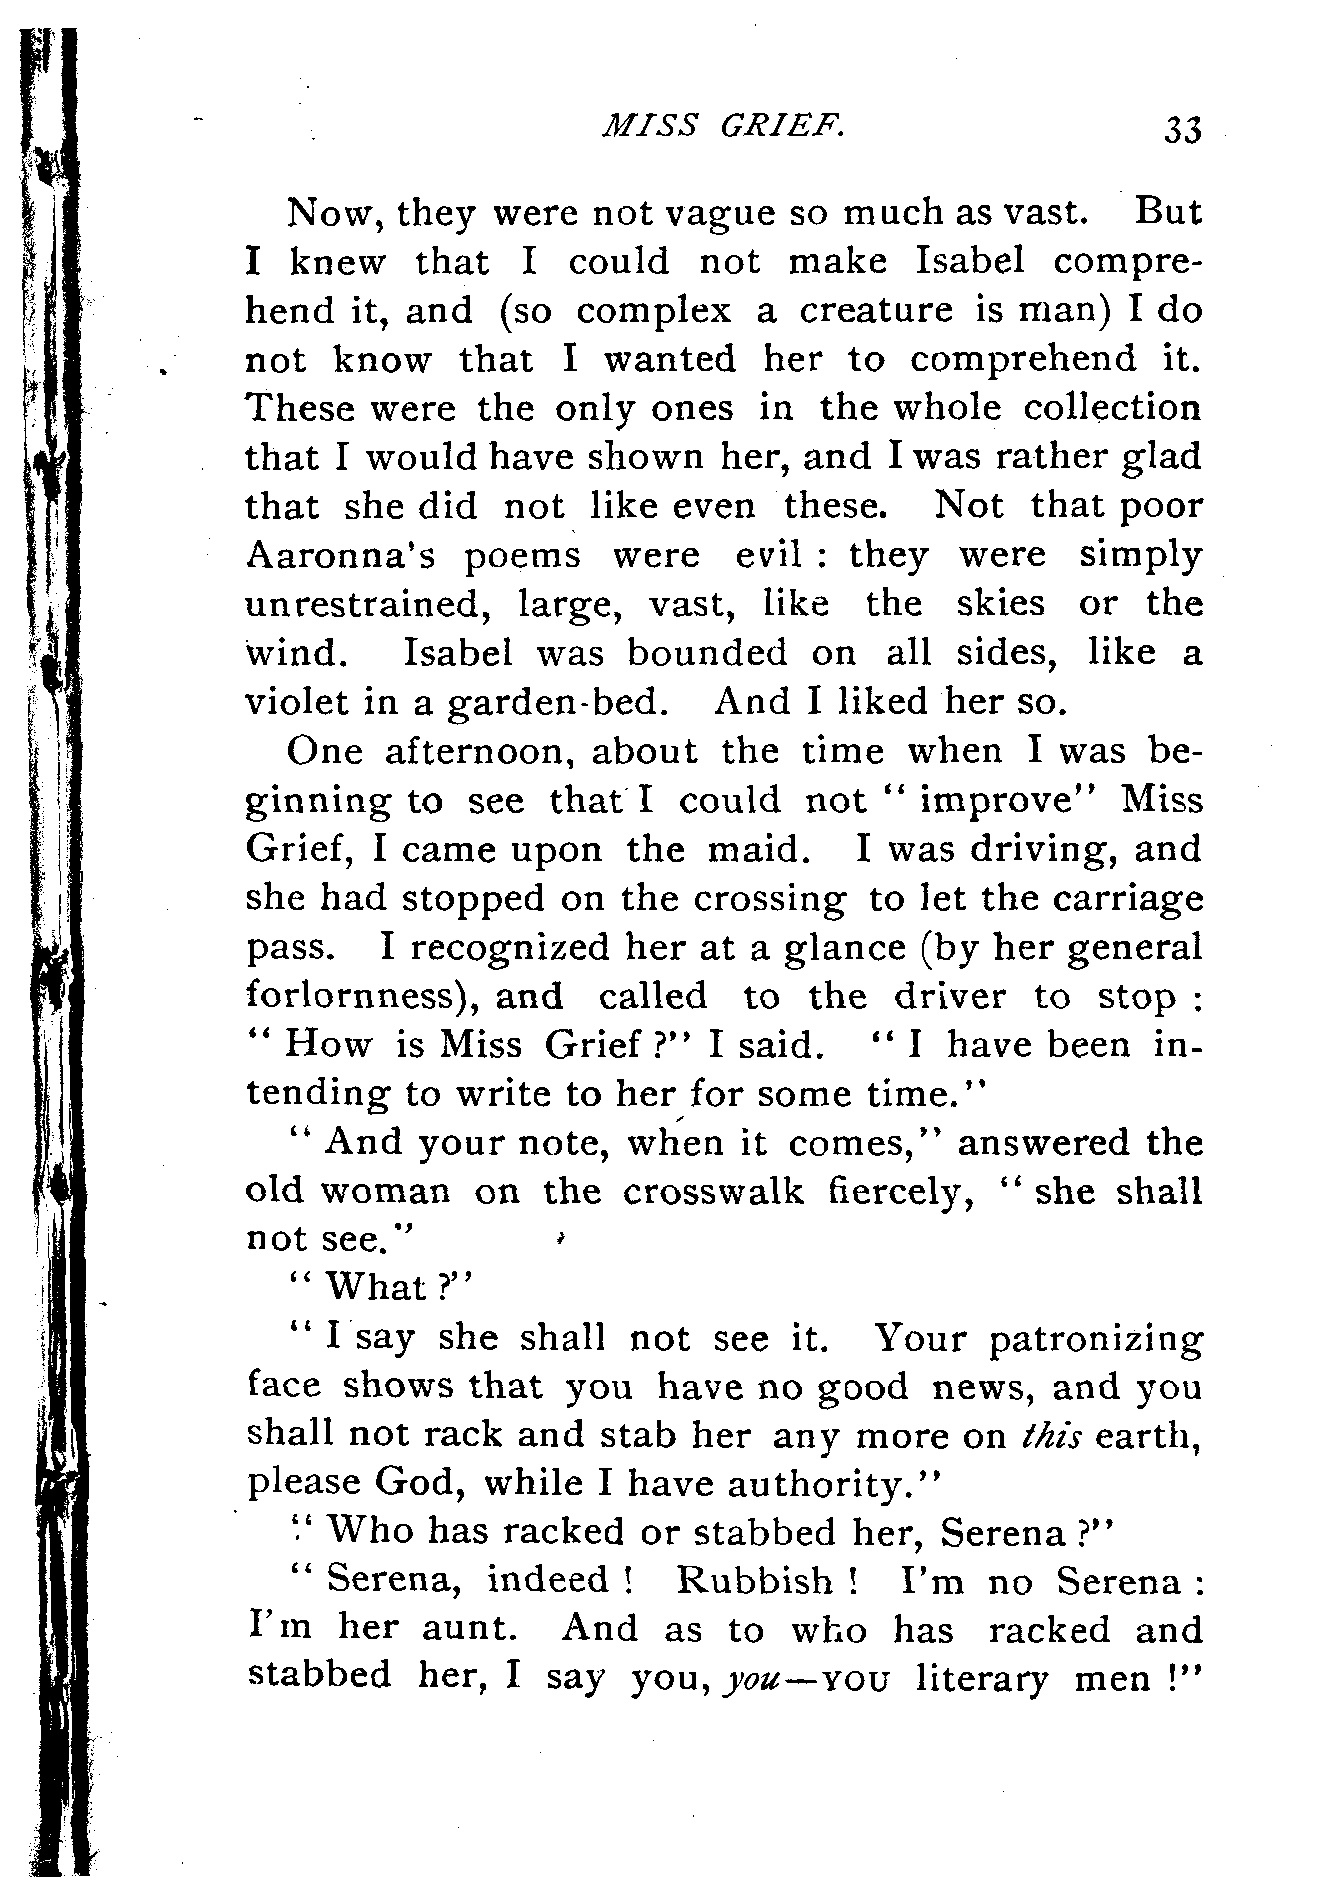 MISS GRIEF. 33
Now, they were not vague so much as vast. But
I knew that I could not make Isabel compre-
hend it, and (so complex a creature is man) I do
not know that I wanted her to comprehend it.
These were the only ones in the whole collection
that I would have shown her, and I was rather glad
that she did not like even these. Not that poor
Aaronna's poems were evil : they were simply
unrestrained, large, vast, like the skies or the
wind. Isabel was bounded on all sides, like a
violet in a garden-bed. And I liked her so.
One afternoon, about the time when I was be-
ginning to see that I could not “ improve” Miss
Grief, I came upon the maid. I was driving, and
she had stopped on the crossing to let the carriage
pass. I recognized her at a glance (by her general
forlornness), and called to the driver to stop :
“ How is Miss Grief ?” I said. “ I have been in-
tending to write to her for some time.”
“ And your note, when it comes,” answered the
old woman on the crosswalk fiercely, “ she shall
not see.”
“ What ?”
“ I say she shall not see it. Your patronizing
face shows that you have no good news, and you
shall not rack and stab her any more on this earth,
please God, while I have authority.”
“ Who has racked or stabbed her, Serena ?”
“ Serena, indeed ! Rubbish ! I'm no Serena :
I'm her aunt. And as to who has racked and
stabbed her, I say you, you—YOU literary men !”